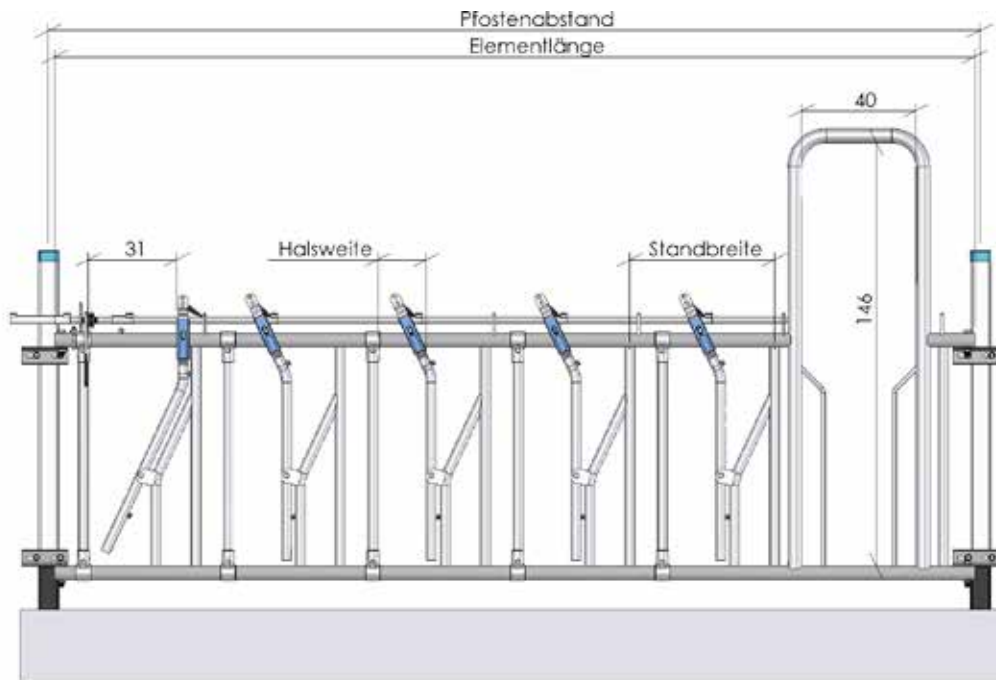 Pfostenabstand
Elementlänge
40
31
Halsweite
Standbreite
146